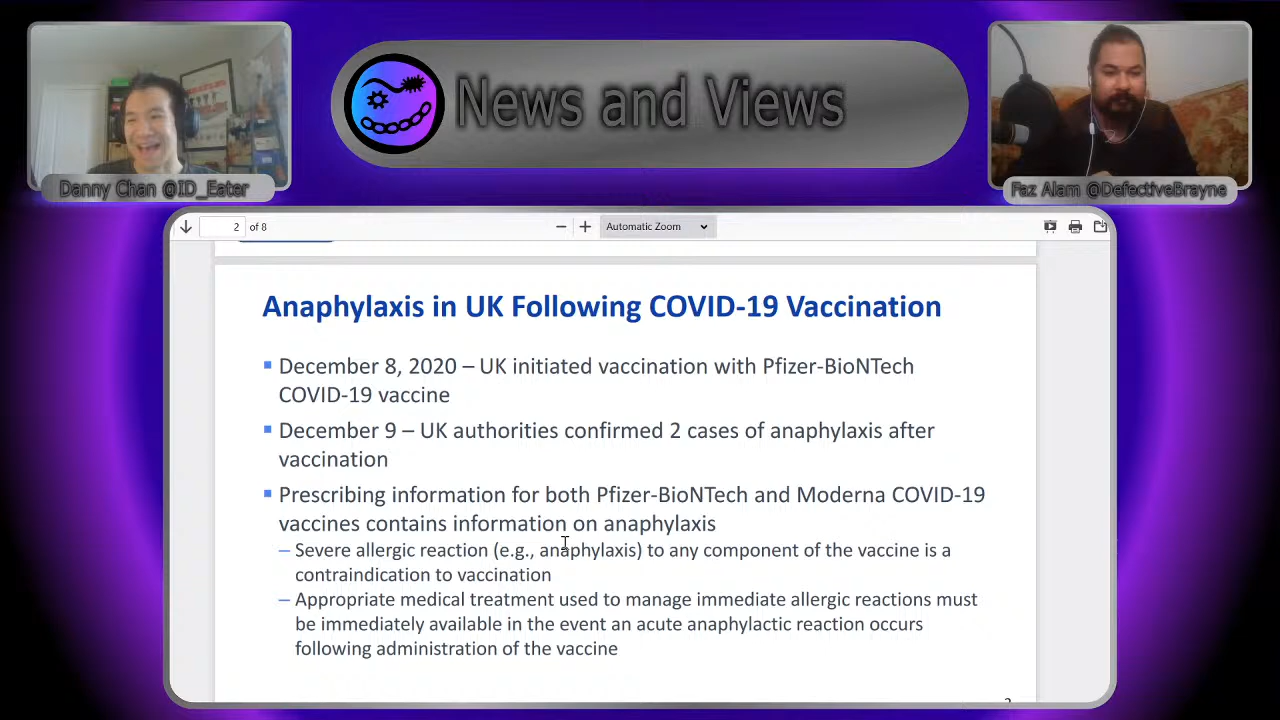 News and Views
Danny Chan @ID_Eater
Faz Alam @DefectiveBrayne
2 of 8
Automatic Zoom
Anaphylaxis in UK Following COVID-19 Vaccination
December 8, 2020 – UK initiated vaccination with Pfizer-BioNTech
COVID-19 vaccine
December 9 – UK authorities confirmed 2 cases of anaphylaxis after
vaccination
Prescribing information for both Pfizer-BioNTech and Moderna COVID-19
vaccines contains information on anaphylaxis
– Severe allergic reaction (e.g., anaphylaxis) to any component of the vaccine is a
contraindication to vaccination
– Appropriate medical treatment used to manage immediate allergic reactions must
be immediately available in the event an acute anaphylactic reaction occurs
following administration of the vaccine